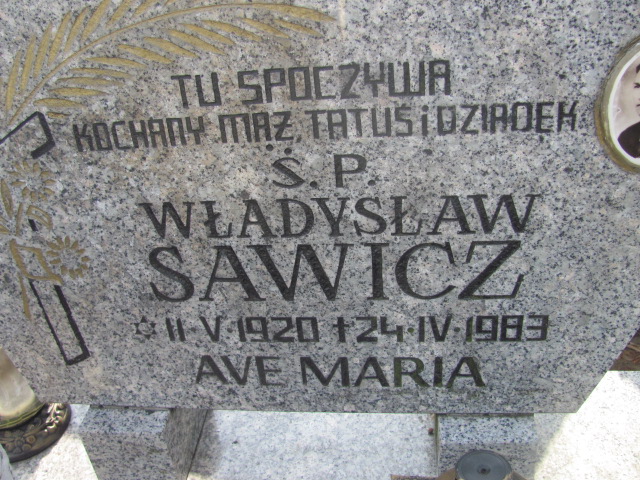 TU SPOCZYWA
KOCHANY MĄŻ, TATUŚ i DZIADEK
Ś.P.
WŁADYSŁAW
SAWICZ
✡ 11·V·1920 ✝ 24·IV·1983
AVE MARIA